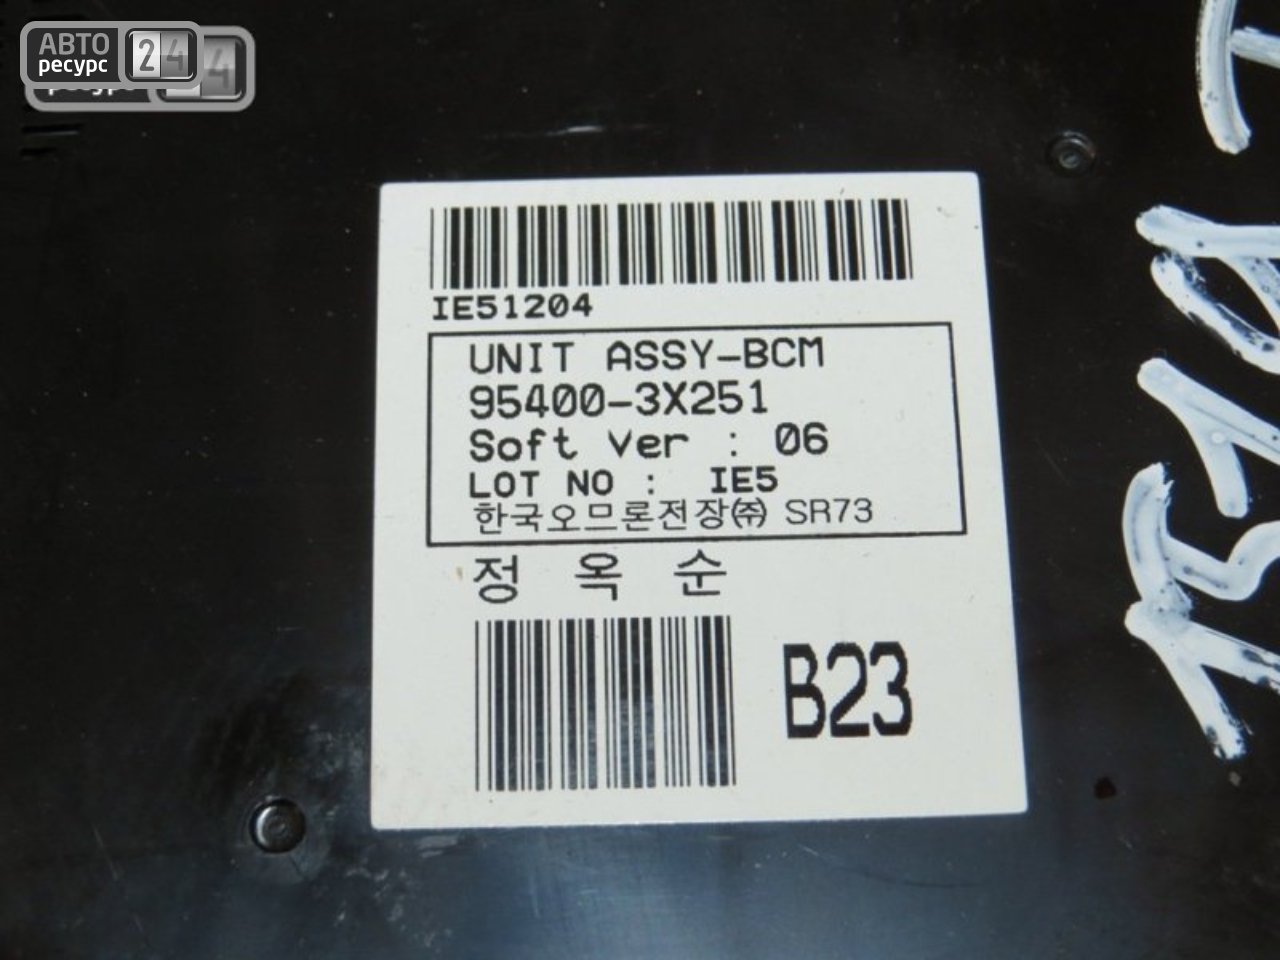 АВТО
ресурс 24
IE51204
UNIT ASSY-BCM
95400-3X251
Soft Ver : 06
LOT NO : IE5
한국오므론전장㈜ SR73
정 옥 순
B23